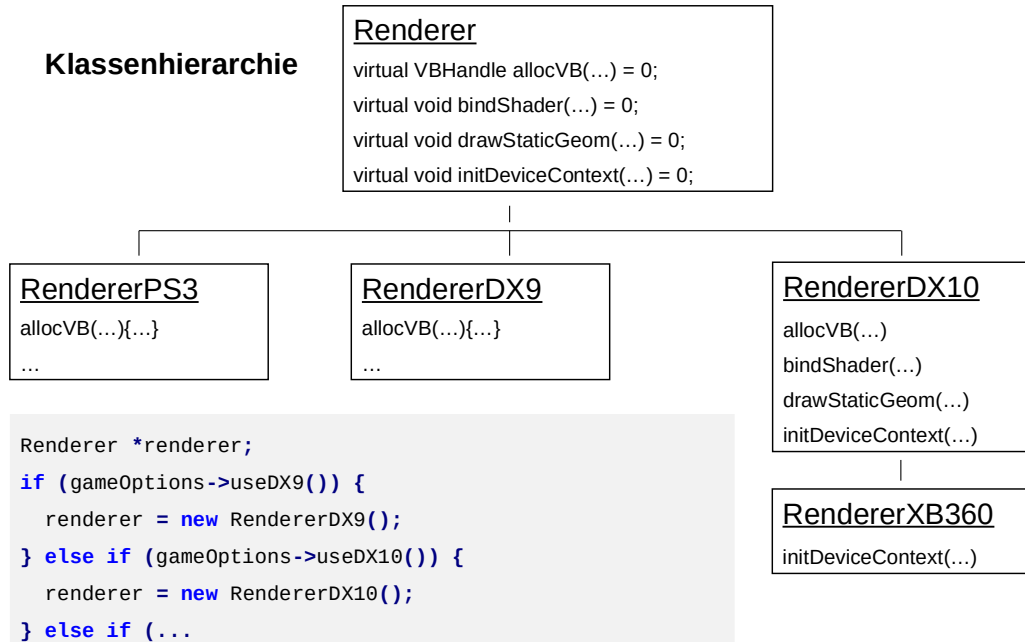 Klassenhierarchie
Renderer
virtual VBHandle allocVB(…) = 0;
virtual void bindShader(…) = 0;
virtual void drawStaticGeom(…) = 0;
virtual void initDeviceContext(…) = 0;
RendererPS3
allocVB(…){…}
…
RendererDX9
allocVB(…){…}
…
RendererDX10
allocVB(…)
bindShader(…)
drawStaticGeom(…)
initDeviceContext(…)
RendererXB360
initDeviceContext(…)
Renderer *renderer;
if (gameOptions->useDX9()) {
  renderer = new RendererDX9();
} else if (gameOptions->useDX10()) {
  renderer = new RendererDX10();
} else if (...